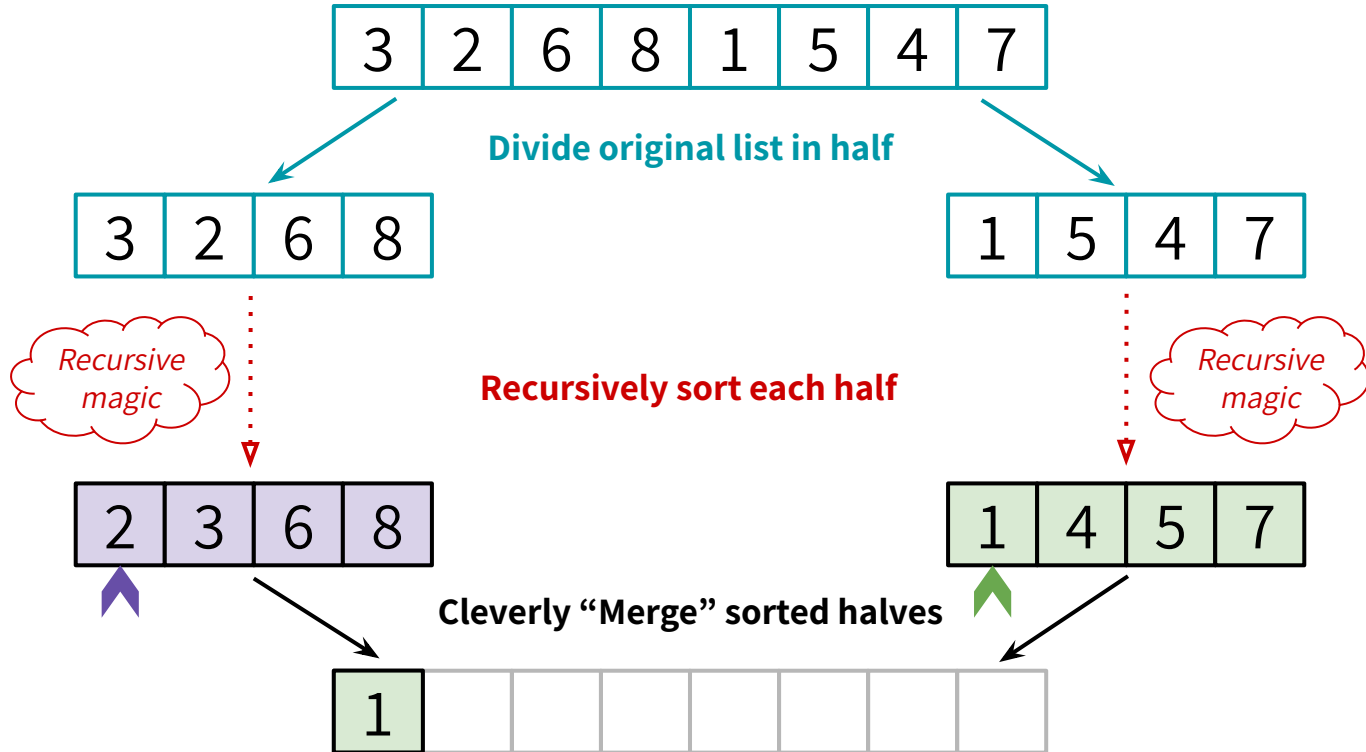 3 2 6 8 1 5 4 7
Divide original list in half
3 2 6 8
1 5 4 7
Recursive
magic
Recursively sort each half
Recursive
magic
2 3 6 8
1 4 5 7
Cleverly “Merge” sorted halves
1